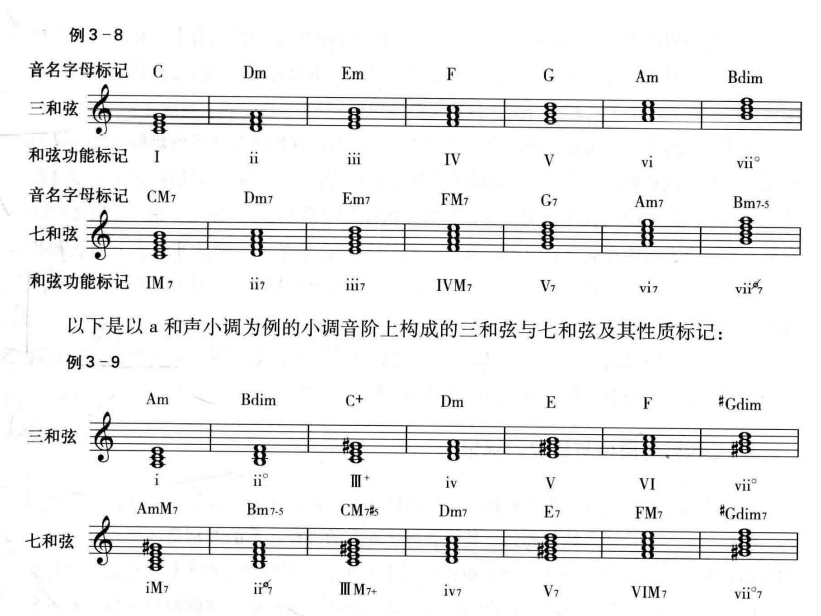 例 3-8
音名字母标记 C Dm Em F G Am Bdim
三和弦
和弦功能标记 I ii iii IV V vi vii°
音名字母标记 CM7 Dm7 Em7 FM7 G7 Am7 Bm7-5
七和弦
和弦功能标记 IM7 ii7 iii7 IVM7 V7 vi7 viiø7
以下是以 a 和声小调为例的小调音阶上构成的三和弦与七和弦及其性质标记：
例 3-9
Am Bdim C+ Dm E F #Gdim
三和弦
i ii° III+ iv V VI vii°
AmM7 Bm7-5 CM7#5 Dm7 E7 FM7 #Gdim7
七和弦
iM7 iiø7 IIIM7+ iv7 V7 VIM7 vii°7